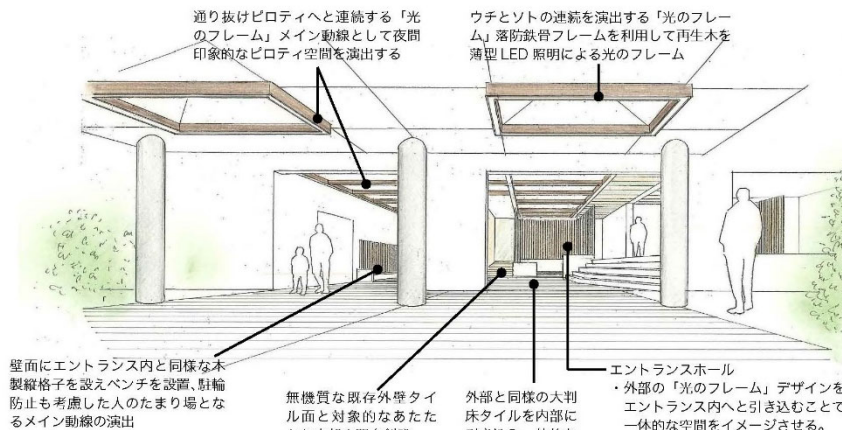 通り抜けピロティへと連続する「光
のフレーム」メイン動線として夜間
印象的なピロティ空間を演出する
ウチとソトの連続を演出する「光のフレー
ム」落防鉄骨フレームを利用して再生木を
薄型 LED 照明による光のフレーム
壁面にエントランス内と同様な木
製縦格子を設えベンチを設置、駐輪
防止も考慮した人のたまり場とな
るメイン動線の演出
無機質な既存外壁タイ
ル面と対象的なあたた
外部と同様の大判
床タイルを内部に
エントランスホール
・外部の「光のフレーム」デザインを
エントランス内へと引き込むことで
一体的な空間をイメージさせる。